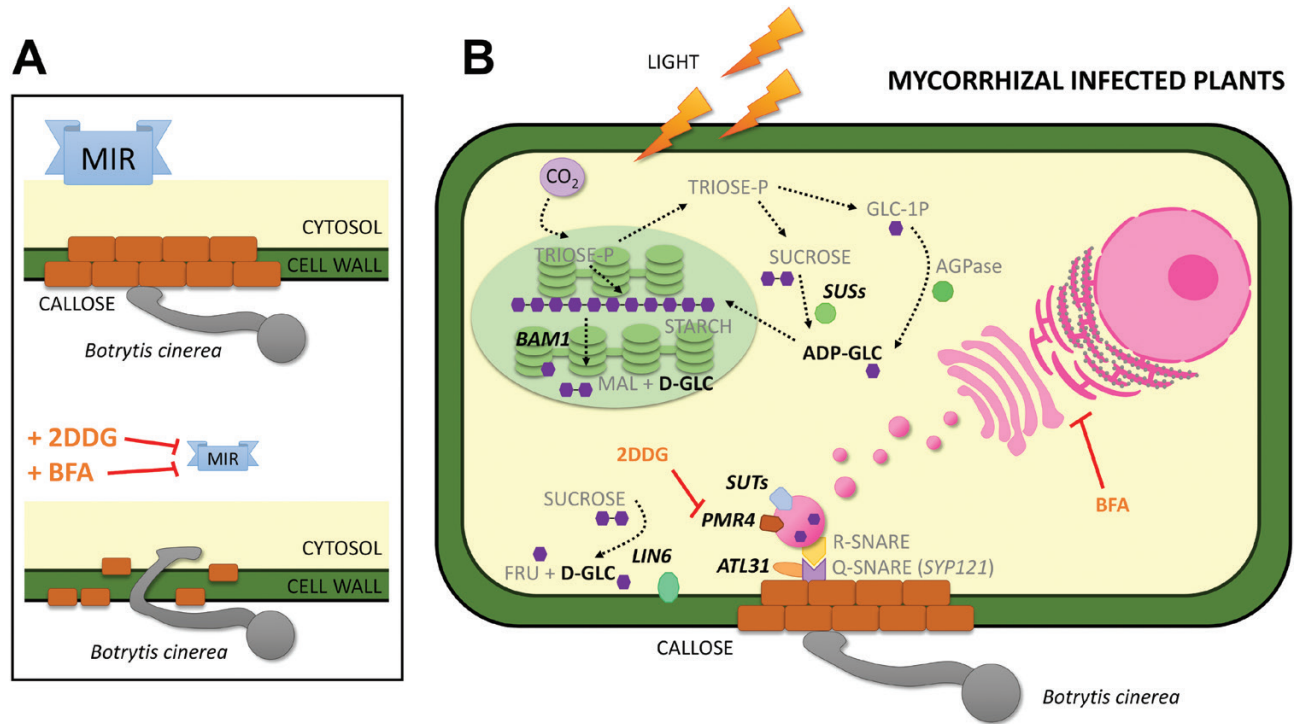 A
MIR
CYTOSOL
CELL WALL
CALLOSE
Botrytis cinerea
+ 2DDG
+ BFA
MIR
CYTOSOL
CELL WALL
Botrytis cinerea
B
LIGHT
MYCORRHIZAL INFECTED PLANTS
CO2
TRIOSE-P
GLC-1P
TRIOSE-P
SUCROSE
AGPase
SUSs
STARCH
BAM1
ADP-GLC
MAL + D-GLC
2DDG
SUTs
SUCROSE
PMR4
BFA
R-SNARE
LIN6
FRU + D-GLC
ATL31
Q-SNARE (SYP121)
CALLOSE
Botrytis cinerea